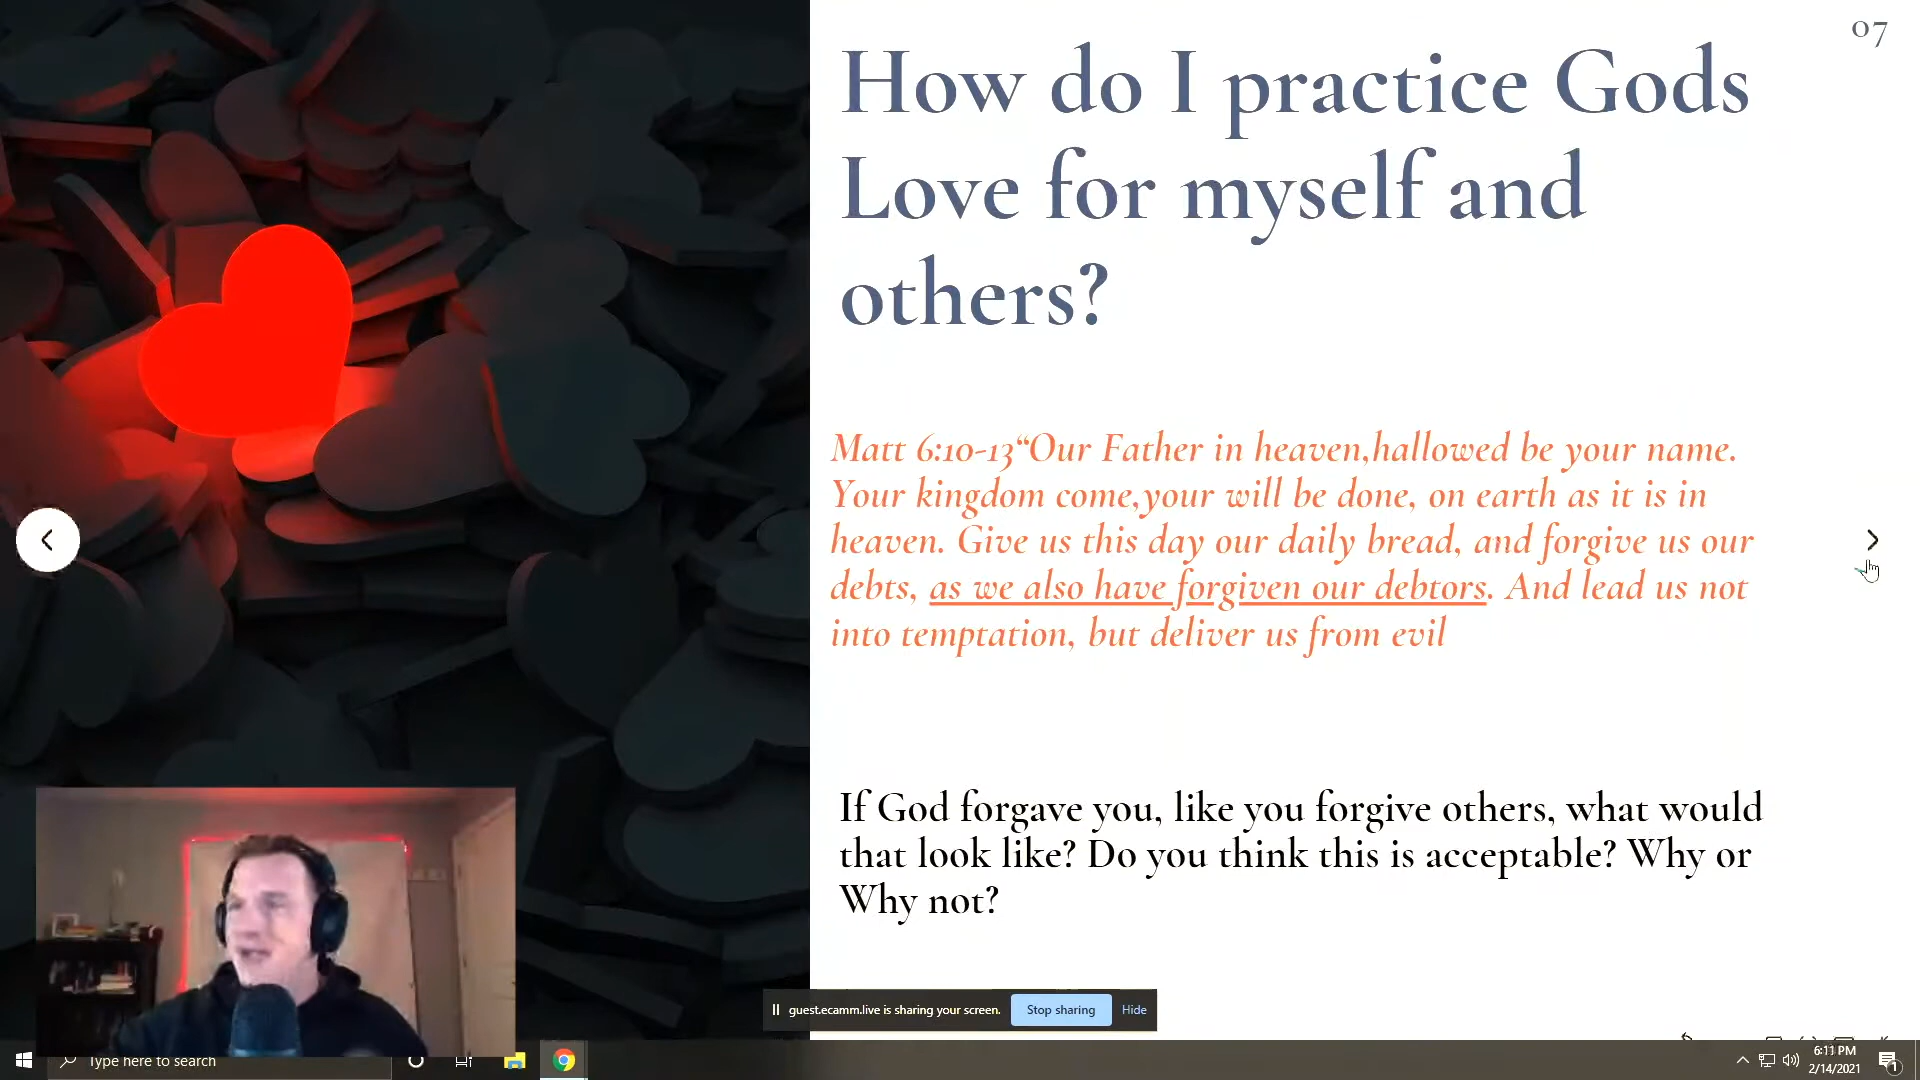 07
How do I practice Gods
Love for myself and
others?
Matt 6:10-13“Our Father in heaven,hallowed be your name.
Your kingdom come,your will be done, on earth as it is in
heaven. Give us this day our daily bread, and forgive us our
debts, as we also have forgiven our debtors. And lead us not
into temptation, but deliver us from evil
If God forgave you, like you forgive others, what would
that look like? Do you think this is acceptable? Why or
Why not?
guest.ecamm.live is sharing your screen. Stop sharing Hide
Type here to search
6:11 PM
2/14/2021
1